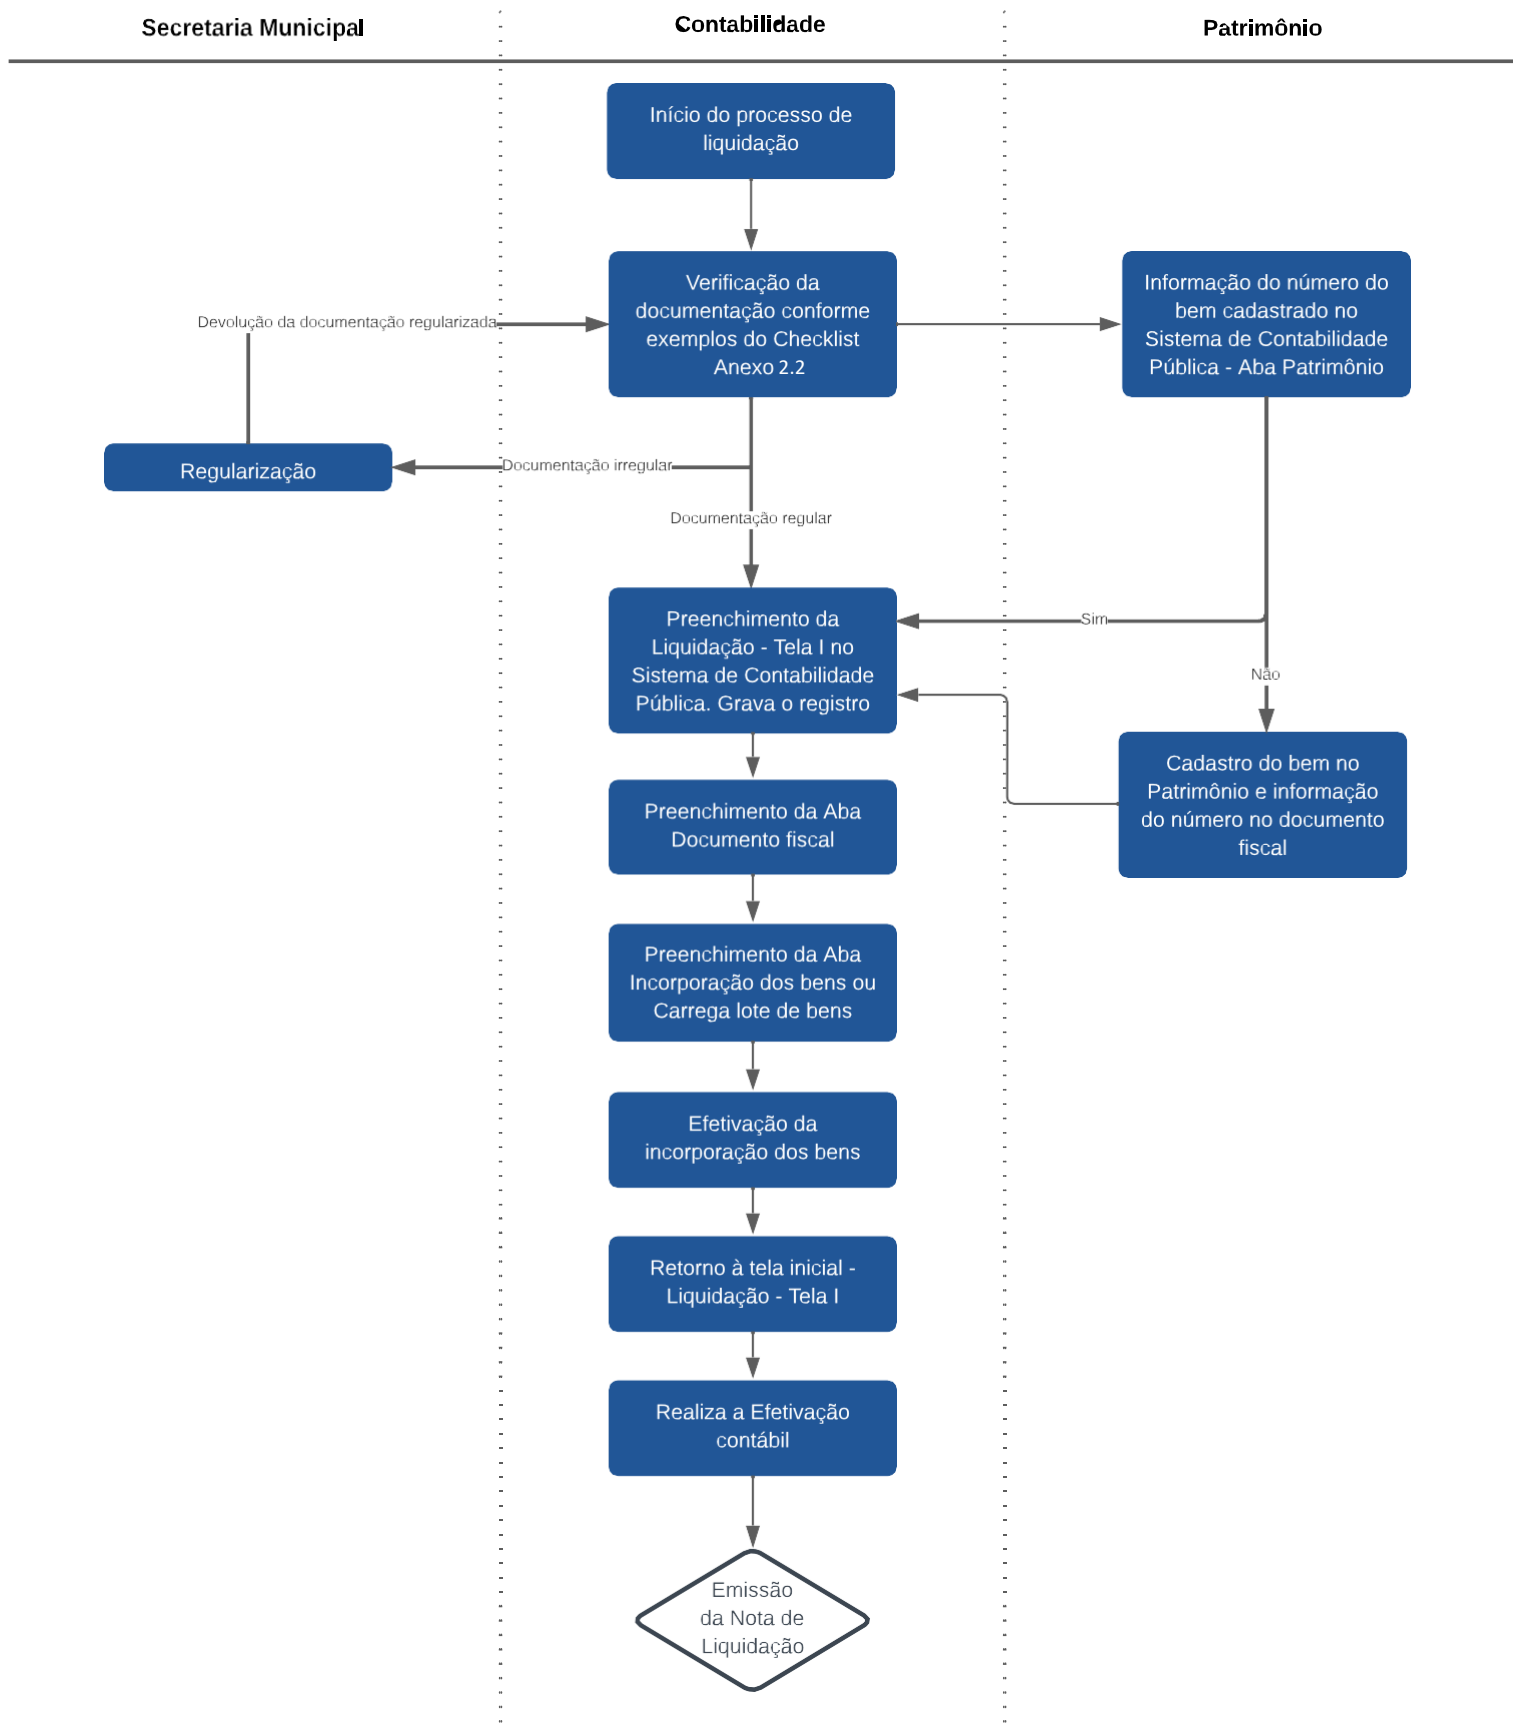 Secretaria Municipal
Contabilidade
Patrimônio
Início do processo de
liquidação
Verificação da
documentação conforme
exemplos do Checklist
Anexo 2.2
Informação do número do
bem cadastrado no
Sistema de Contabilidade
Pública - Aba Patrimônio
Devolução da documentação regularizada
Regularização
Documentação irregular
Documentação regular
Preenchimento da
Liquidação - Tela I no
Sistema de Contabilidade
Pública. Grava o registro
Sim
Não
Cadastro do bem no
Patrimônio e informação
do número no documento
fiscal
Preenchimento da Aba
Documento fiscal
Preenchimento da Aba
Incorporação dos bens ou
Carrega lote de bens
Efetivação da
incorporação dos bens
Retorno à tela inicial -
Liquidação - Tela I
Realiza a Efetivação
contábil
Emissão
da Nota de
Liquidação